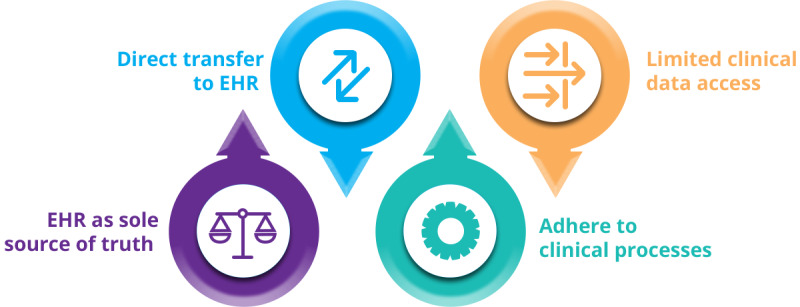 Direct transfer
to EHR
Limited clinical
data access
EHR as sole
source of truth
Adhere to
clinical processes